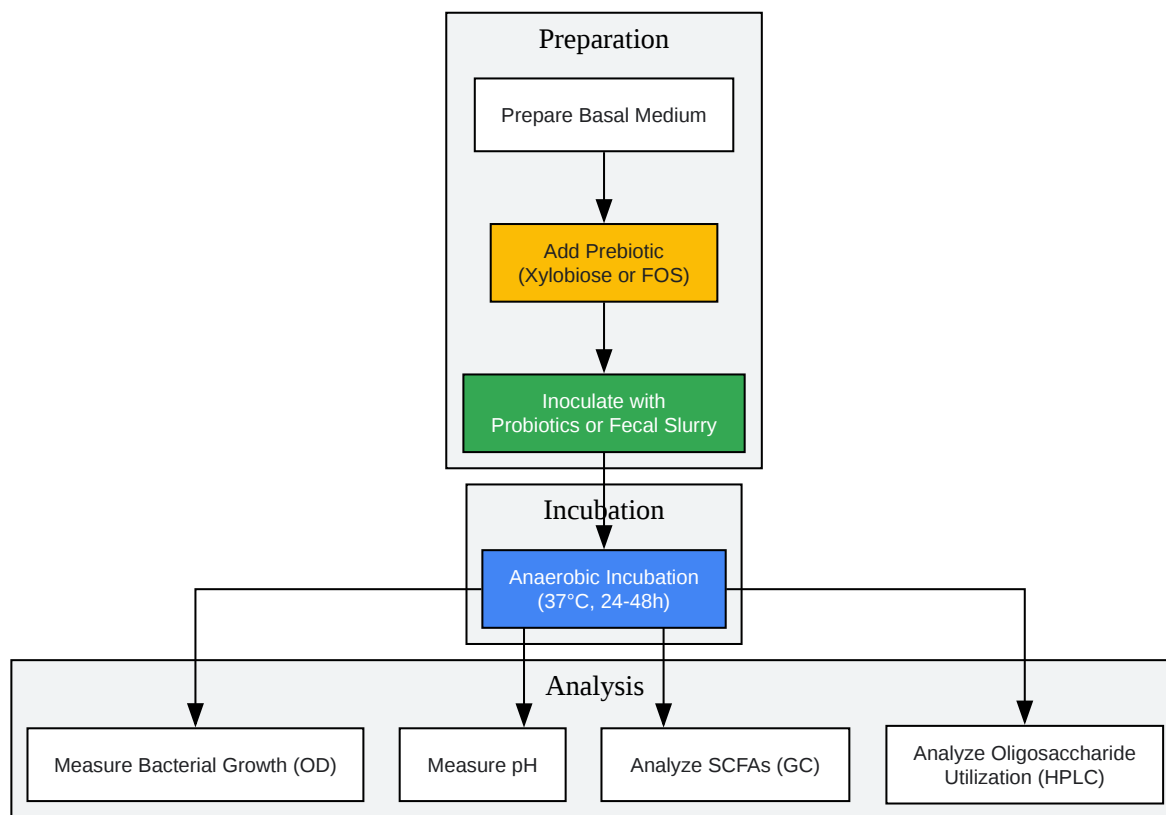 Preparation
Prepare Basal Medium
Add Prebiotic
(Xylobiose or FOS)
Inoculate with
Probiotics or Fecal Slurry
Incubation
Anaerobic Incubation
(37°C, 24-48h)
Analysis
Measure Bacterial Growth (OD)
Measure pH
Analyze SCFAs (GC)
Analyze Oligosaccharide
Utilization (HPLC)